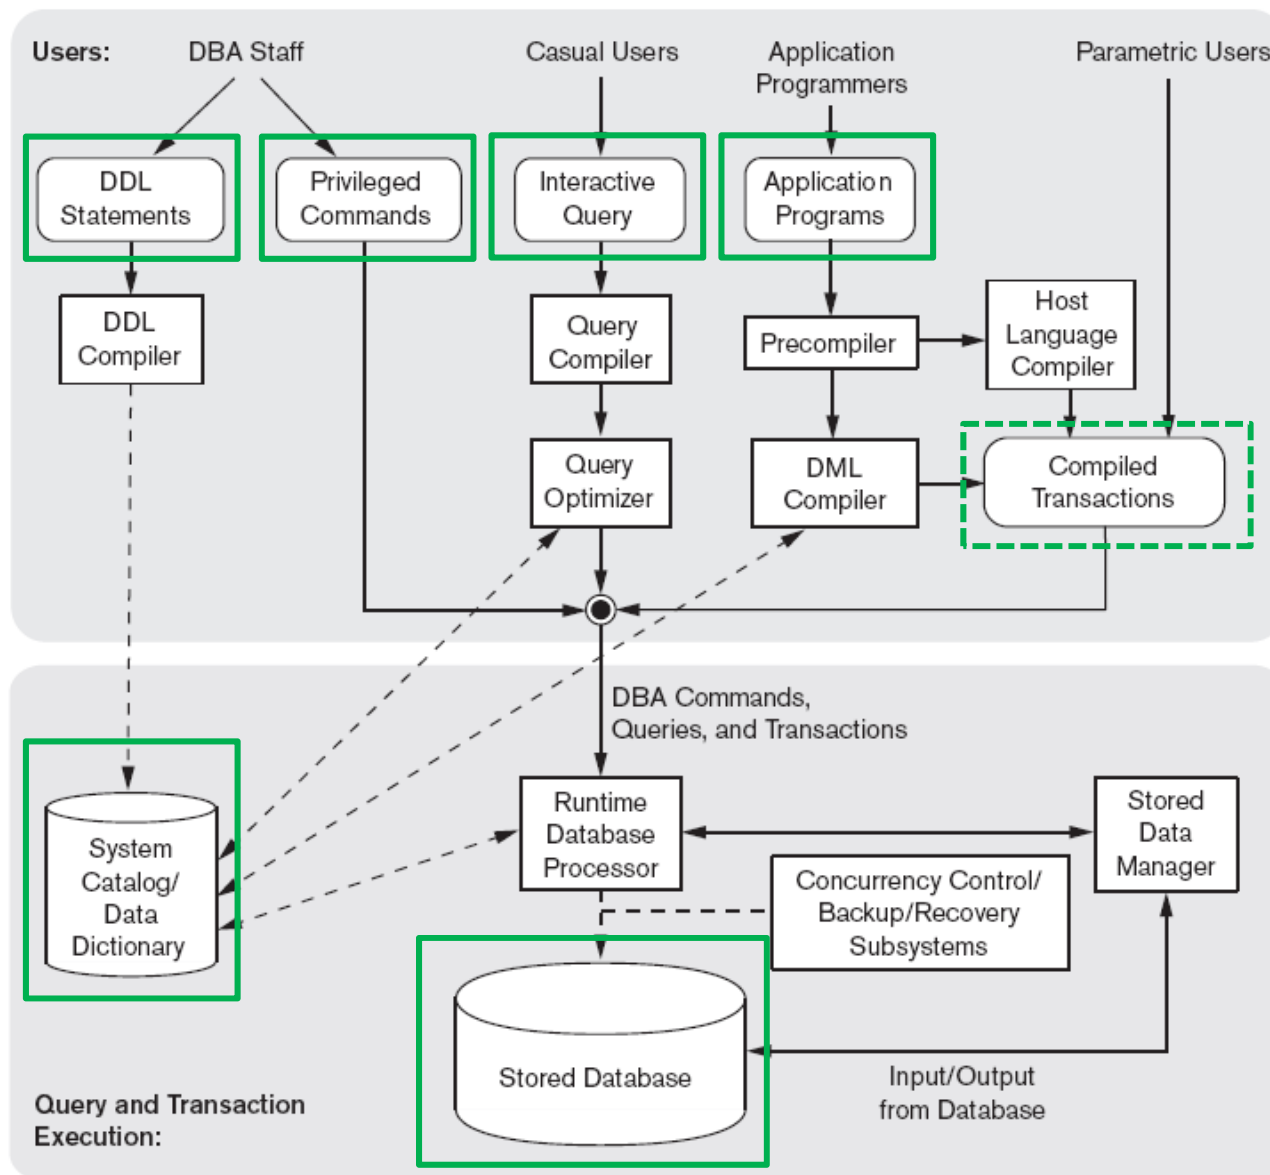 Users:
DBA Staff
Casual Users
Application
Programmers
Parametric Users
DDL
Statements
Privileged
Commands
Interactive
Query
Application
Programs
DDL
Compiler
Query
Compiler
Precompiler
Host
Language
Compiler
Query
Optimizer
DML
Compiler
Compiled
Transactions
DBA Commands,
Queries, and Transactions
System
Catalog/
Data
Dictionary
Runtime
Database
Processor
Stored
Data
Manager
Concurrency Control/
Backup/Recovery
Subsystems
Stored Database
Input/Output
from Database
Query and Transaction
Execution: